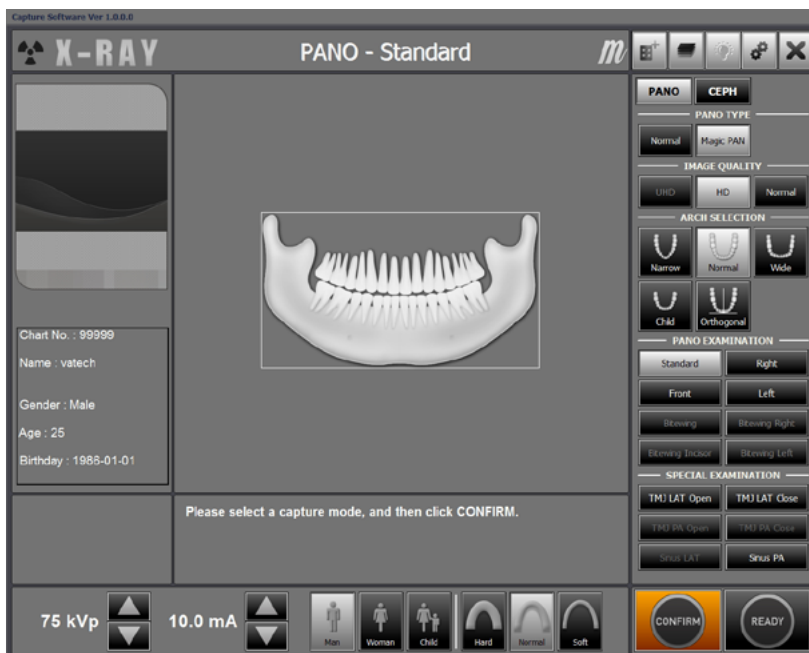 Capture Software Ver 1.0.0.0
X-RAY
PANO - Standard
m
PANO CEPH
PANO TYPE
Normal Magic PAN
IMAGE QUALITY
UHD HD Normal
ARCH SELECTION
Narrow Normal Wide
Child Orthogonal
PANO EXAMINATION
Standard Right
Front Left
Bitewing Bitewing Right
Bitewing Incisor Bitewing Left
SPECIAL EXAMINATION
TMJ LAT Open TMJ LAT Close
TMJ PA Open TMJ PA Close
Sinus LAT Sinus PA
Chart No. : 99999
Name : vatech
Gender : Male
Age : 25
Birthday : 1986-01-01
Please select a capture mode, and then click CONFIRM.
75 kVp 10.0 mA
Man Woman Child Hard Normal Soft
CONFIRM READY